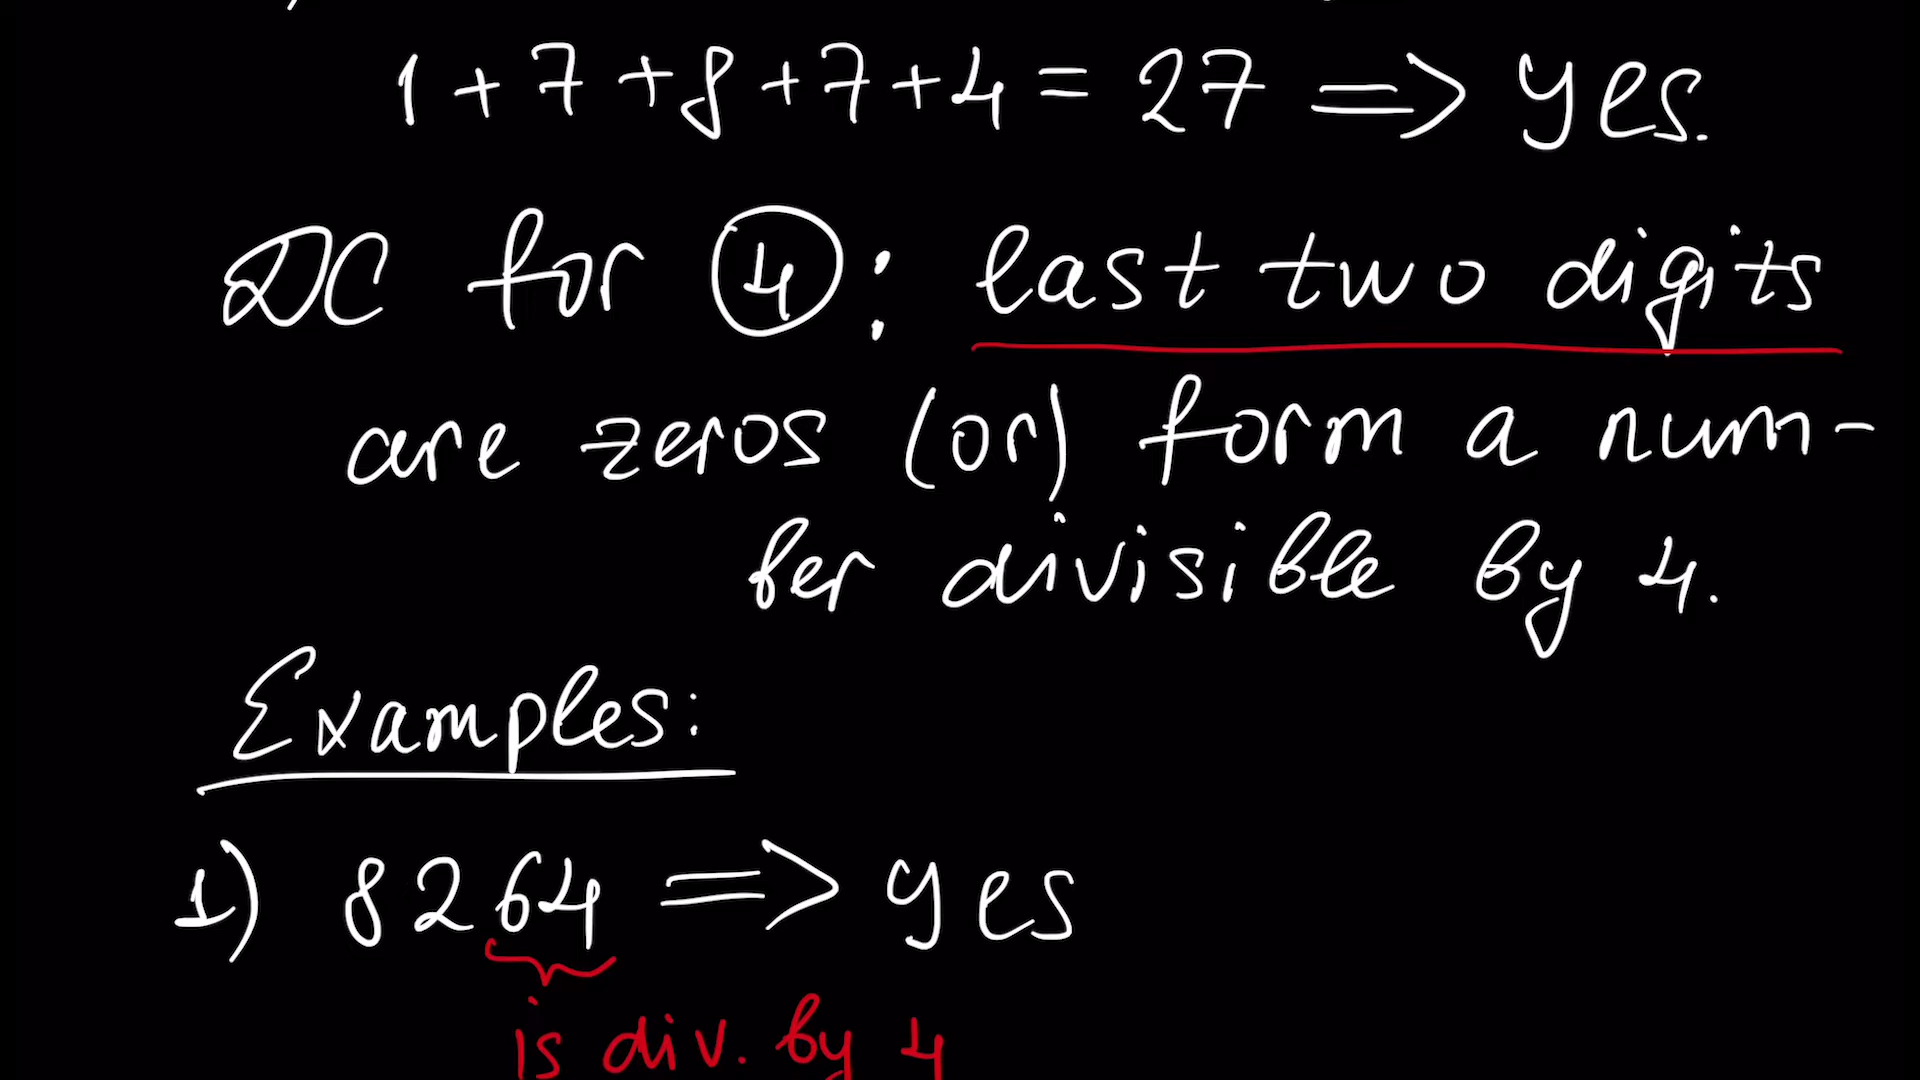 1+7+8+7+4=27 => yes.
DC for 4: last two digits
are zeros (or) form a num-
ber divisible by 4.
Examples:
1) 8264 => yes
is div. by 4